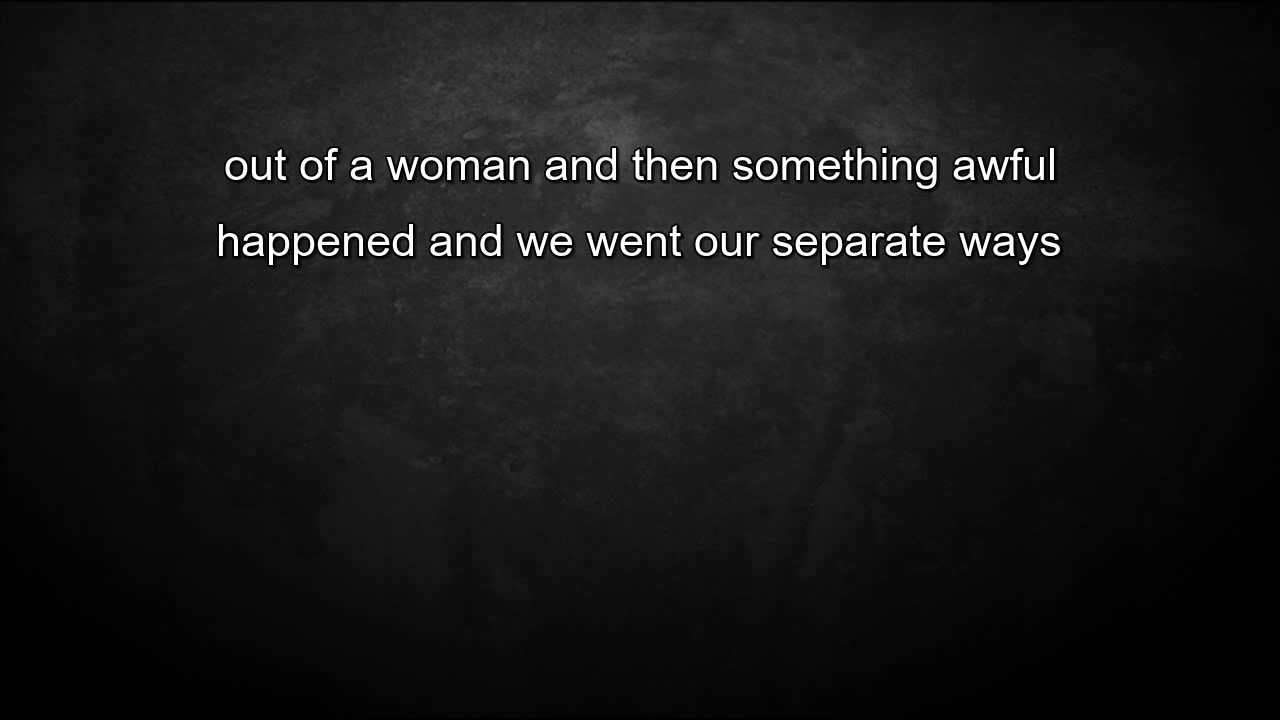 out of a woman and then something awful
happened and we went our separate ways